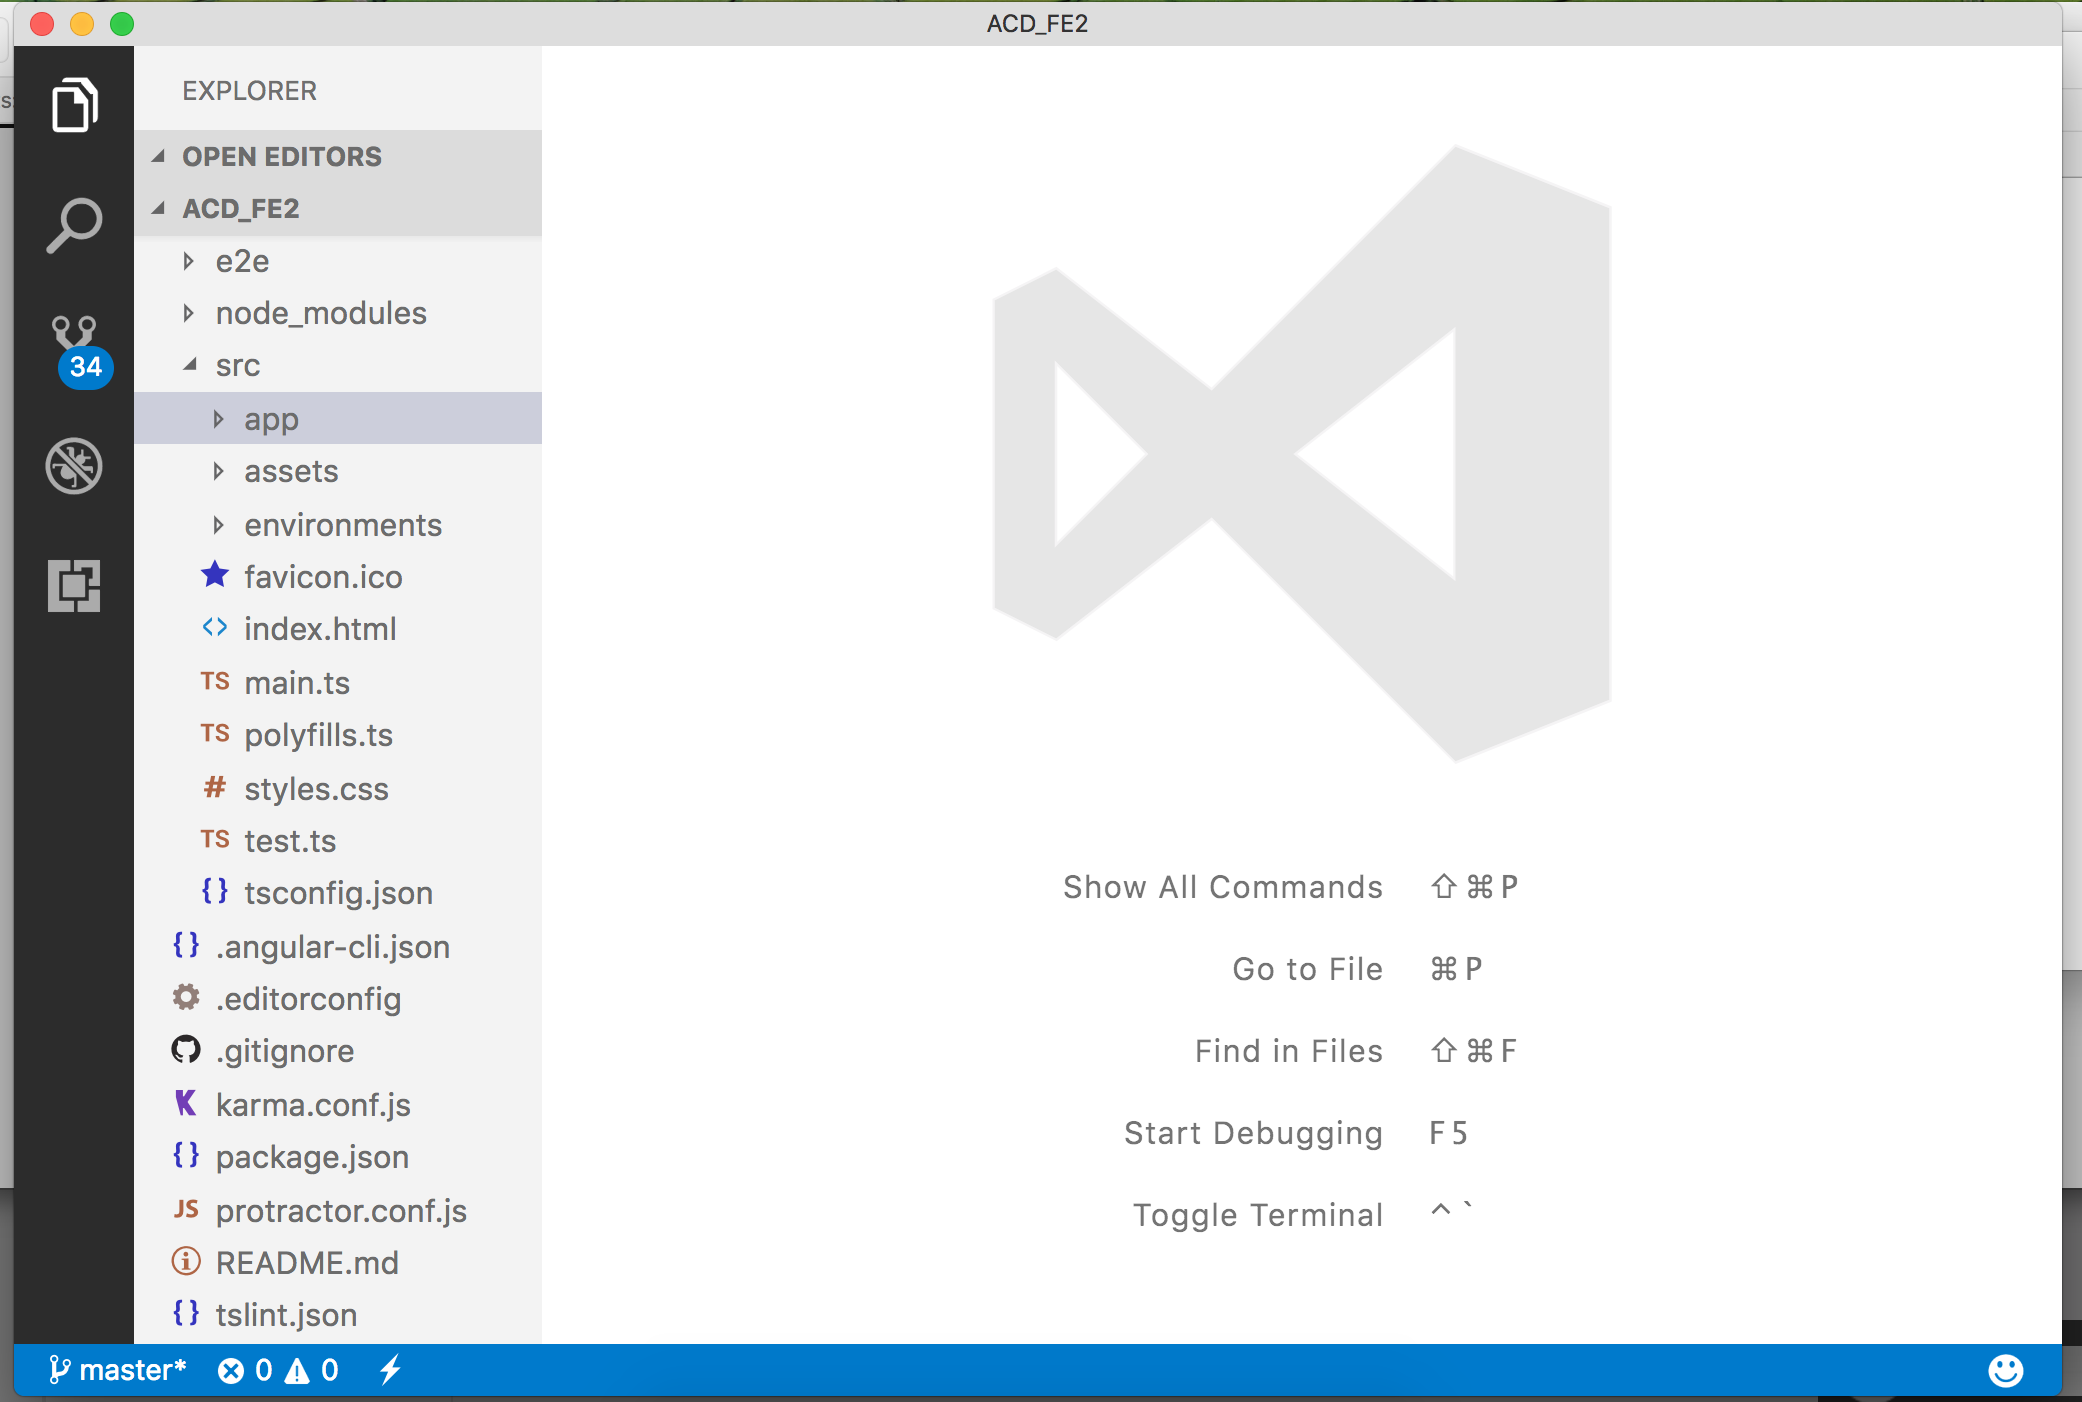 ACD_FE2
EXPLORER
OPEN EDITORS
ACD_FE2
e2e
node_modules
src
app
assets
environments
favicon.ico
<> index.html
TS main.ts
TS polyfills.ts
# styles.css
TS test.ts
{} tsconfig.json
{} .angular-cli.json
.editorconfig
.gitignore
K karma.conf.js
{} package.json
JS protractor.conf.js
README.md
{} tslint.json
34
Show All Commands ⇧⌘P
Go to File ⌘P
Find in Files ⇧⌘F
Start Debugging F5
Toggle Terminal ^`
master* 0 0